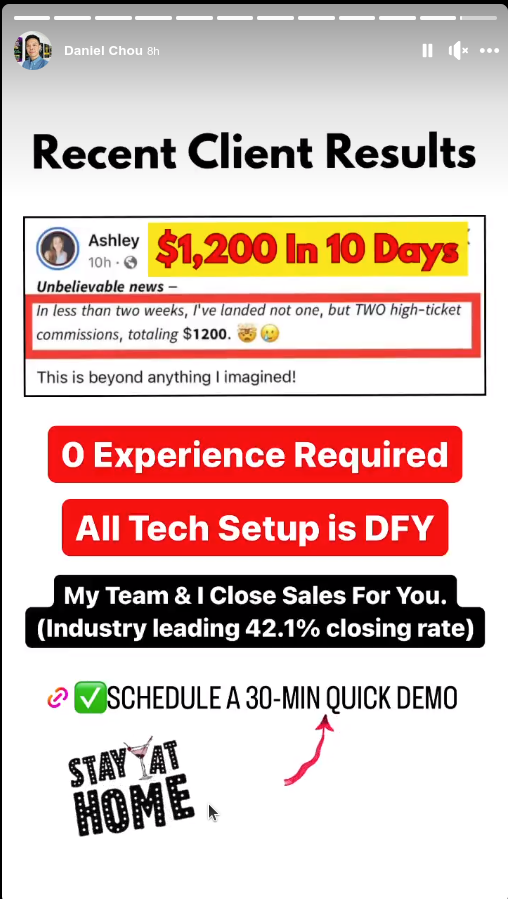 Daniel Chou 8h
Recent Client Results
Ashley
$1,200 In 10 Days
10h
Unbelievable news –
In less than two weeks, I've landed not one, but TWO high-ticket
commissions, totaling $1200. 🤯🥲
This is beyond anything I imagined!
0 Experience Required
All Tech Setup is DFY
My Team & I Close Sales For You.
(Industry leading 42.1% closing rate)
✅SCHEDULE A 30-MIN QUICK DEMO
STAY AT
HOME